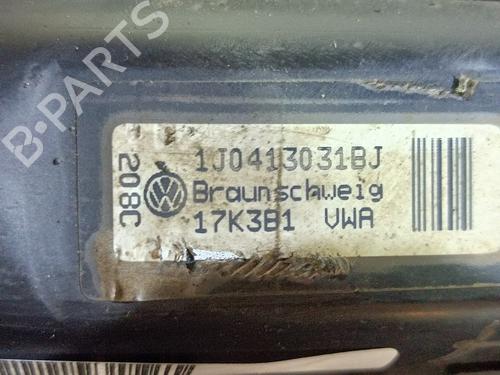 B-PARTS
208C
1J0413031BJ
Braunschweig
17K3B1 VWA